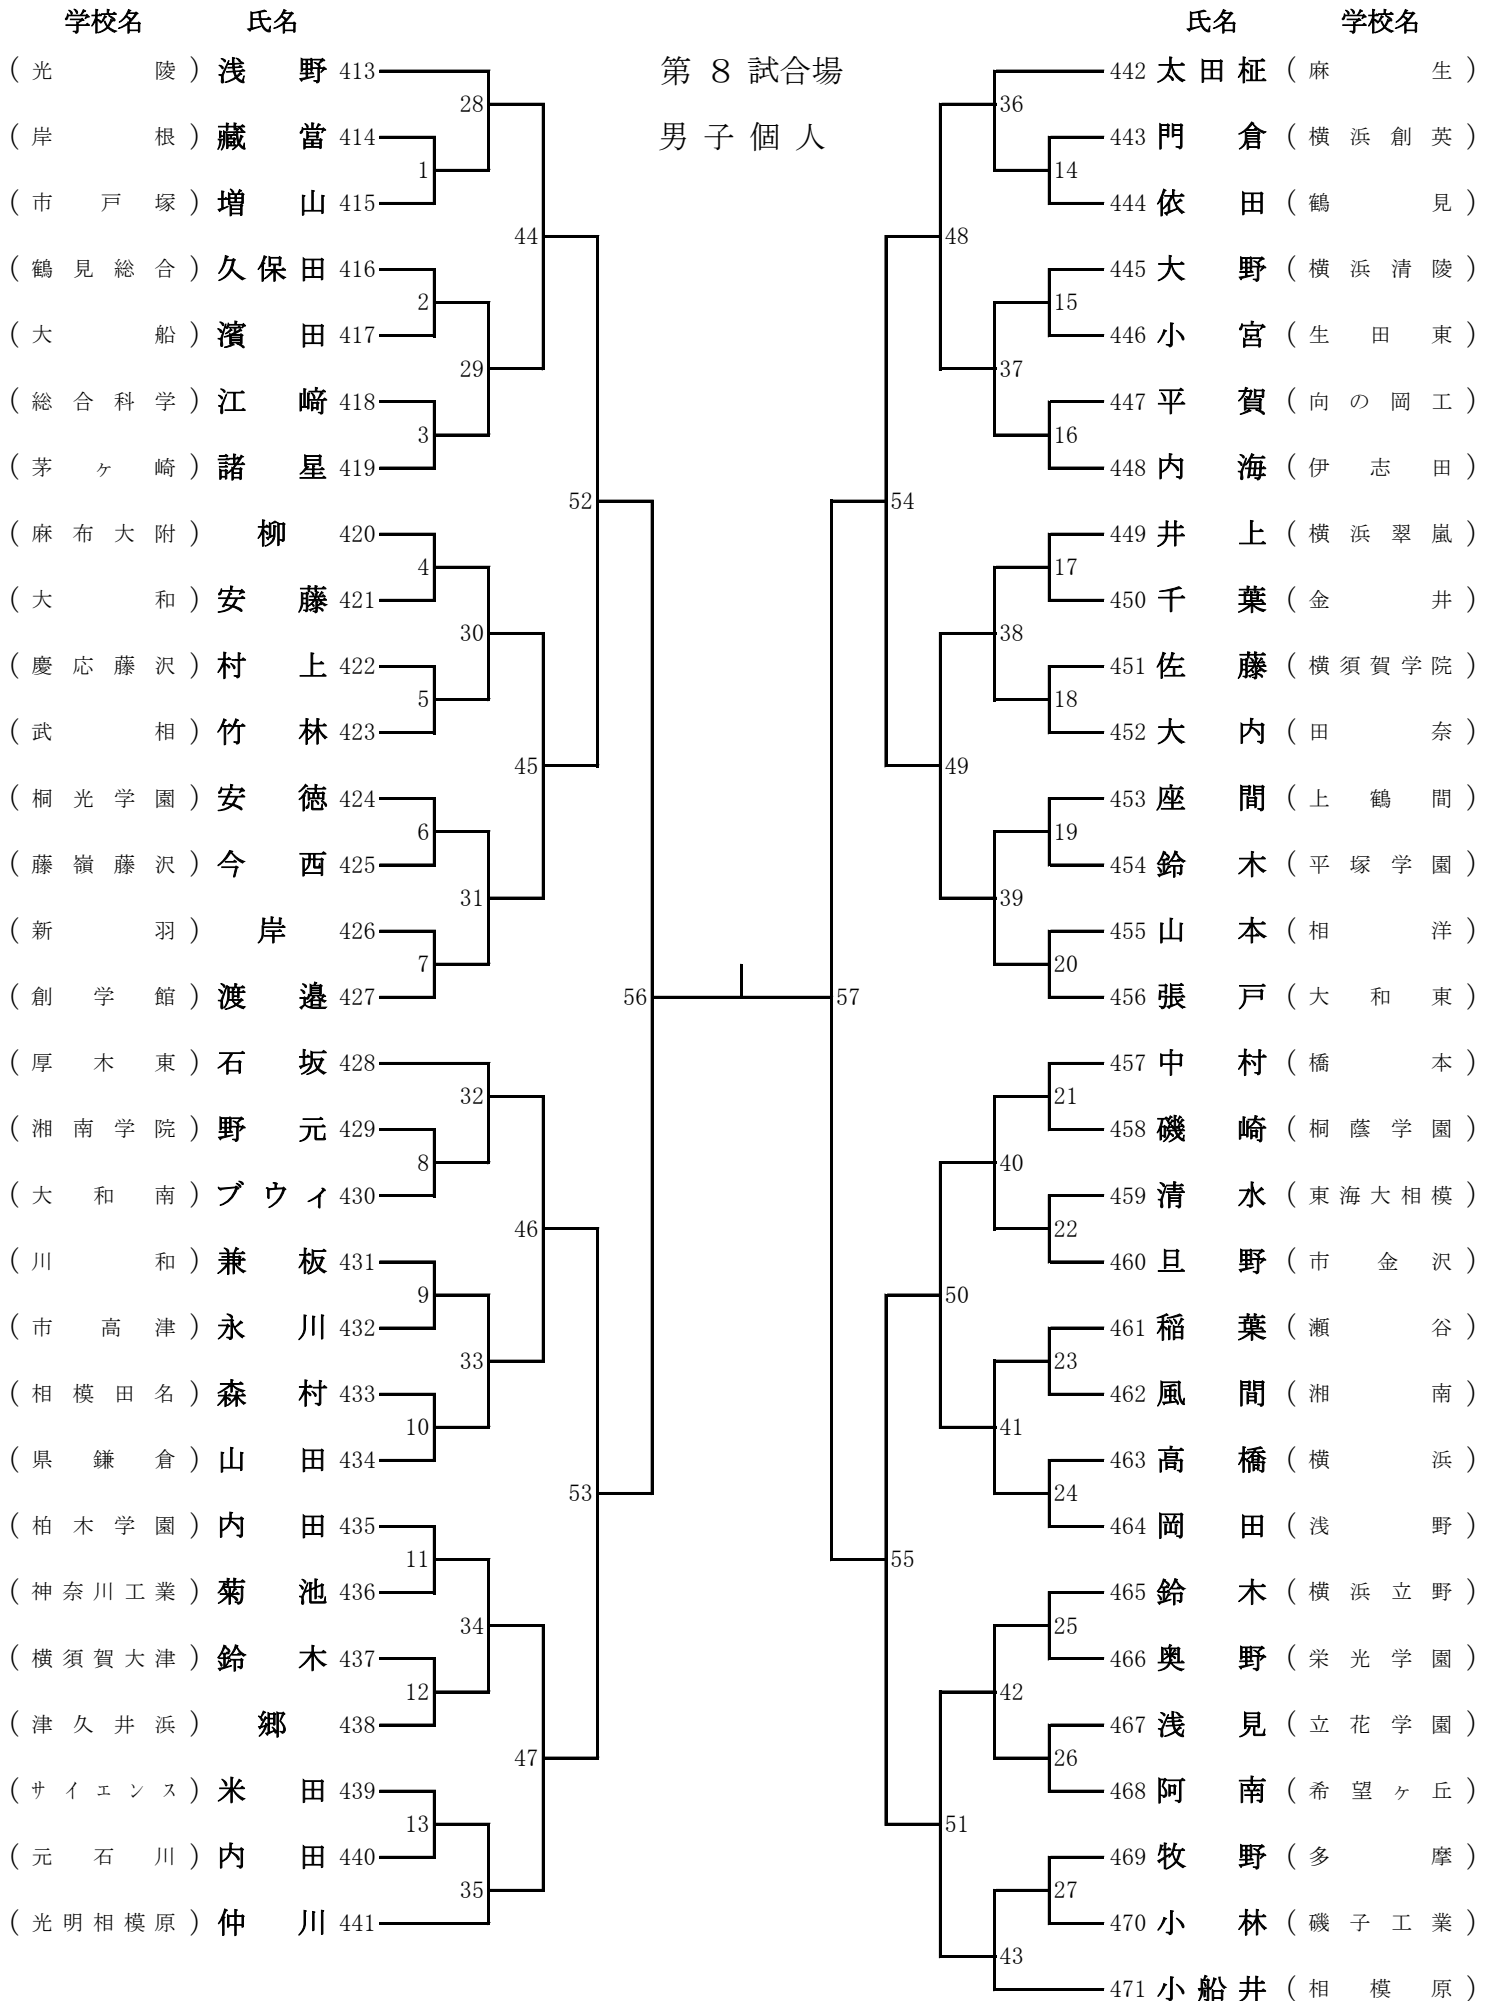 学校名 氏名 氏名 学校名
第 8 試合場
男子個人
(光陵) 浅野 413
28
(岸根) 藏當 414
1
(市戸塚) 増山 415
44
(鶴見総合) 久保田 416
2
(大船) 濱田 417
29
(総合科学) 江﨑 418
3
(茅ヶ崎) 諸星 419
52
(麻布大附) 柳 420
4
(大和) 安藤 421
30
(慶応藤沢) 村上 422
5
(武相) 竹林 423
45
(桐光学園) 安徳 424
6
(藤嶺藤沢) 今西 425
31
(新羽) 岸 426
7
(創学館) 渡邉 427
56
(厚木東) 石坂 428
32
(湘南学院) 野元 429
8
(大和南) ブウィ 430
46
(川和) 兼板 431
9
(市高津) 永川 432
33
(相模田名) 森村 433
10
(県鎌倉) 山田 434
53
(柏木学園) 内田 435
11
(神奈川工業) 菊池 436
34
(横須賀大津) 鈴木 437
12
(津久井浜) 郷 438
47
(サイエンス) 米田 439
13
(元石川) 内田 440
35
(光明相模原) 仲川 441
442 太田柾 (麻生)
36
443 門倉 (横浜創英)
14
444 依田 (鶴見)
48
445 大野 (横浜清陵)
15
446 小宮 (生田東)
37
447 平賀 (向の岡工)
16
448 内海 (伊志田)
54
449 井上 (横浜翠嵐)
17
450 千葉 (金井)
38
451 佐藤 (横須賀学院)
18
452 大内 (田奈)
49
453 座間 (上鶴間)
19
454 鈴木 (平塚学園)
39
455 山本 (相洋)
20
456 張戸 (大和東)
57
457 中村 (橋本)
21
458 磯崎 (桐蔭学園)
40
459 清水 (東海大相模)
22
460 旦野 (市金沢)
50
461 稲葉 (瀬谷)
23
462 風間 (湘南)
41
463 高橋 (横浜)
24
464 岡田 (浅野)
55
465 鈴木 (横浜立野)
25
466 奥野 (栄光学園)
42
467 浅見 (立花学園)
26
468 阿南 (希望ヶ丘)
51
469 牧野 (多摩)
27
470 小林 (磯子工業)
43
471 小船井 (相模原)